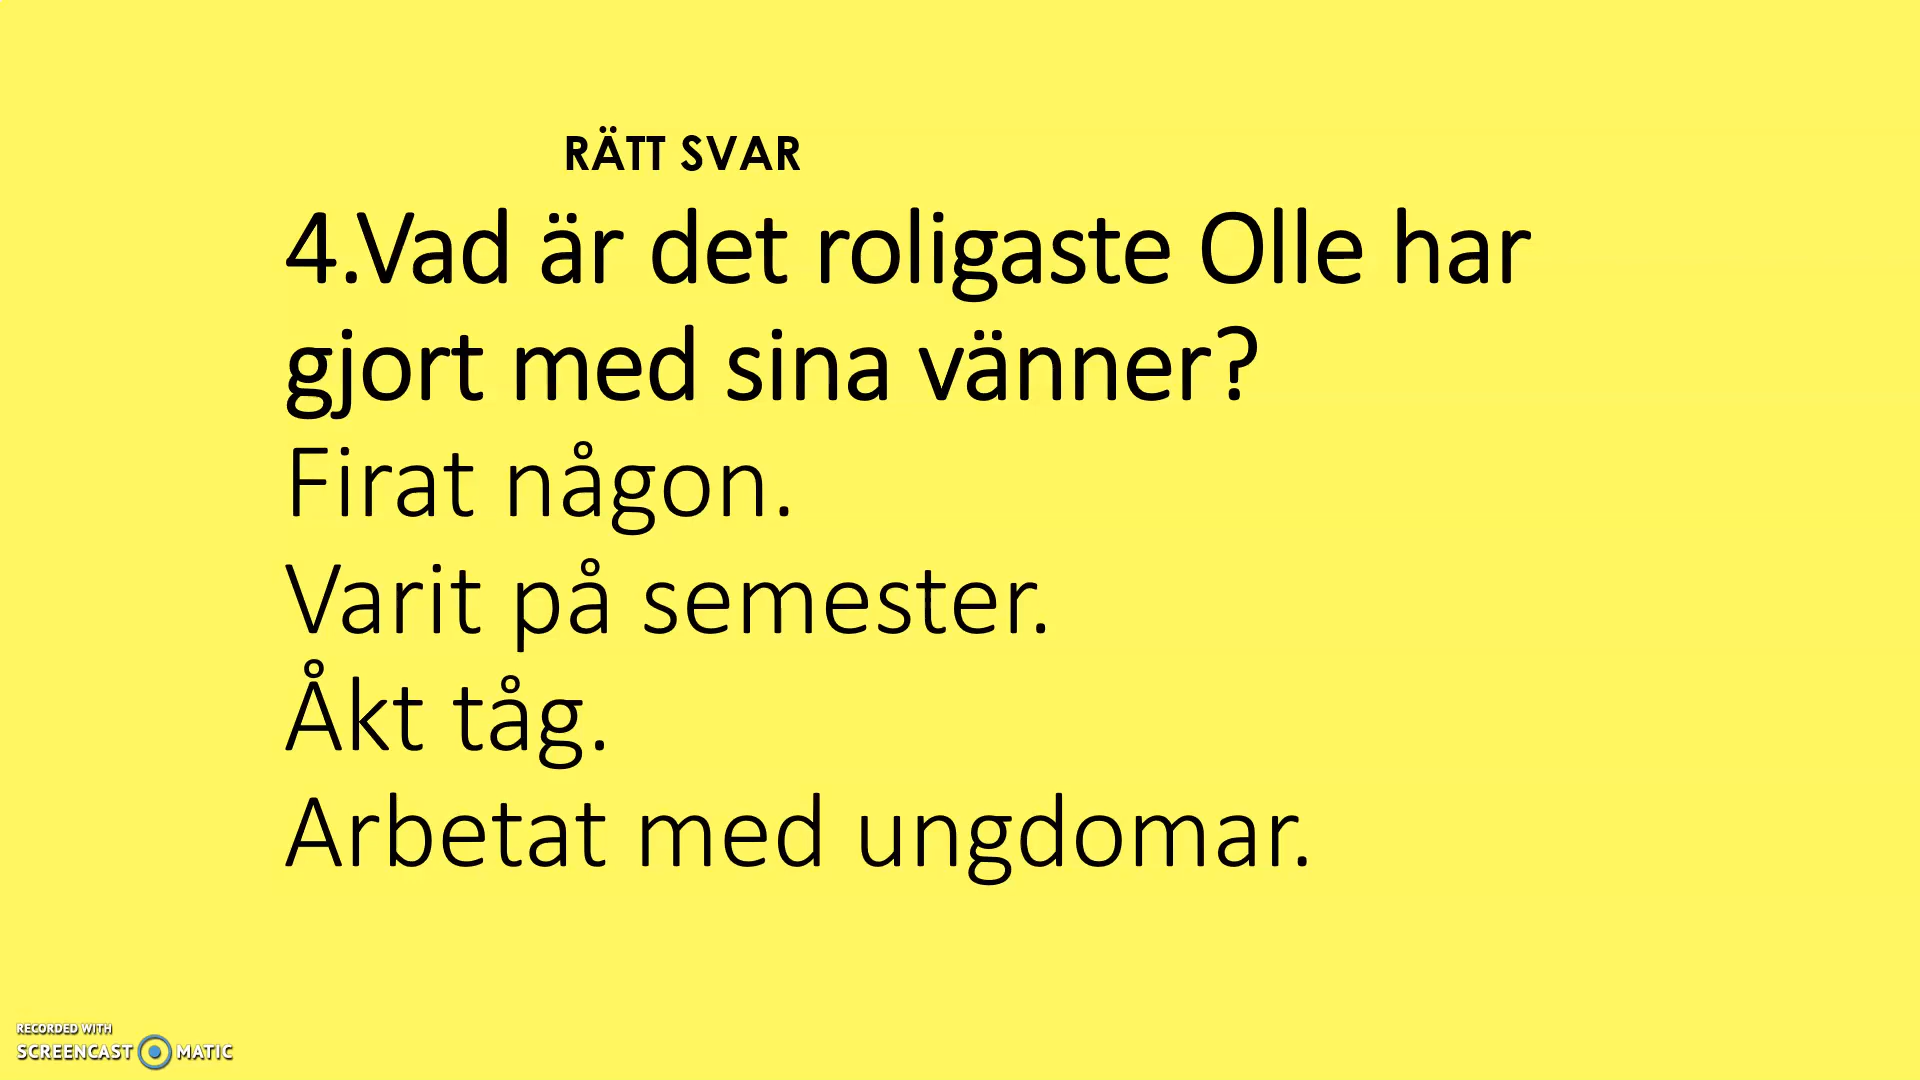 RÄTT SVAR
4.Vad är det roligaste Olle har
gjort med sina vänner?
Firat någon.
Varit på semester.
Åkt tåg.
Arbetat med ungdomar.
RECORDED WITH
SCREENCAST MATIC